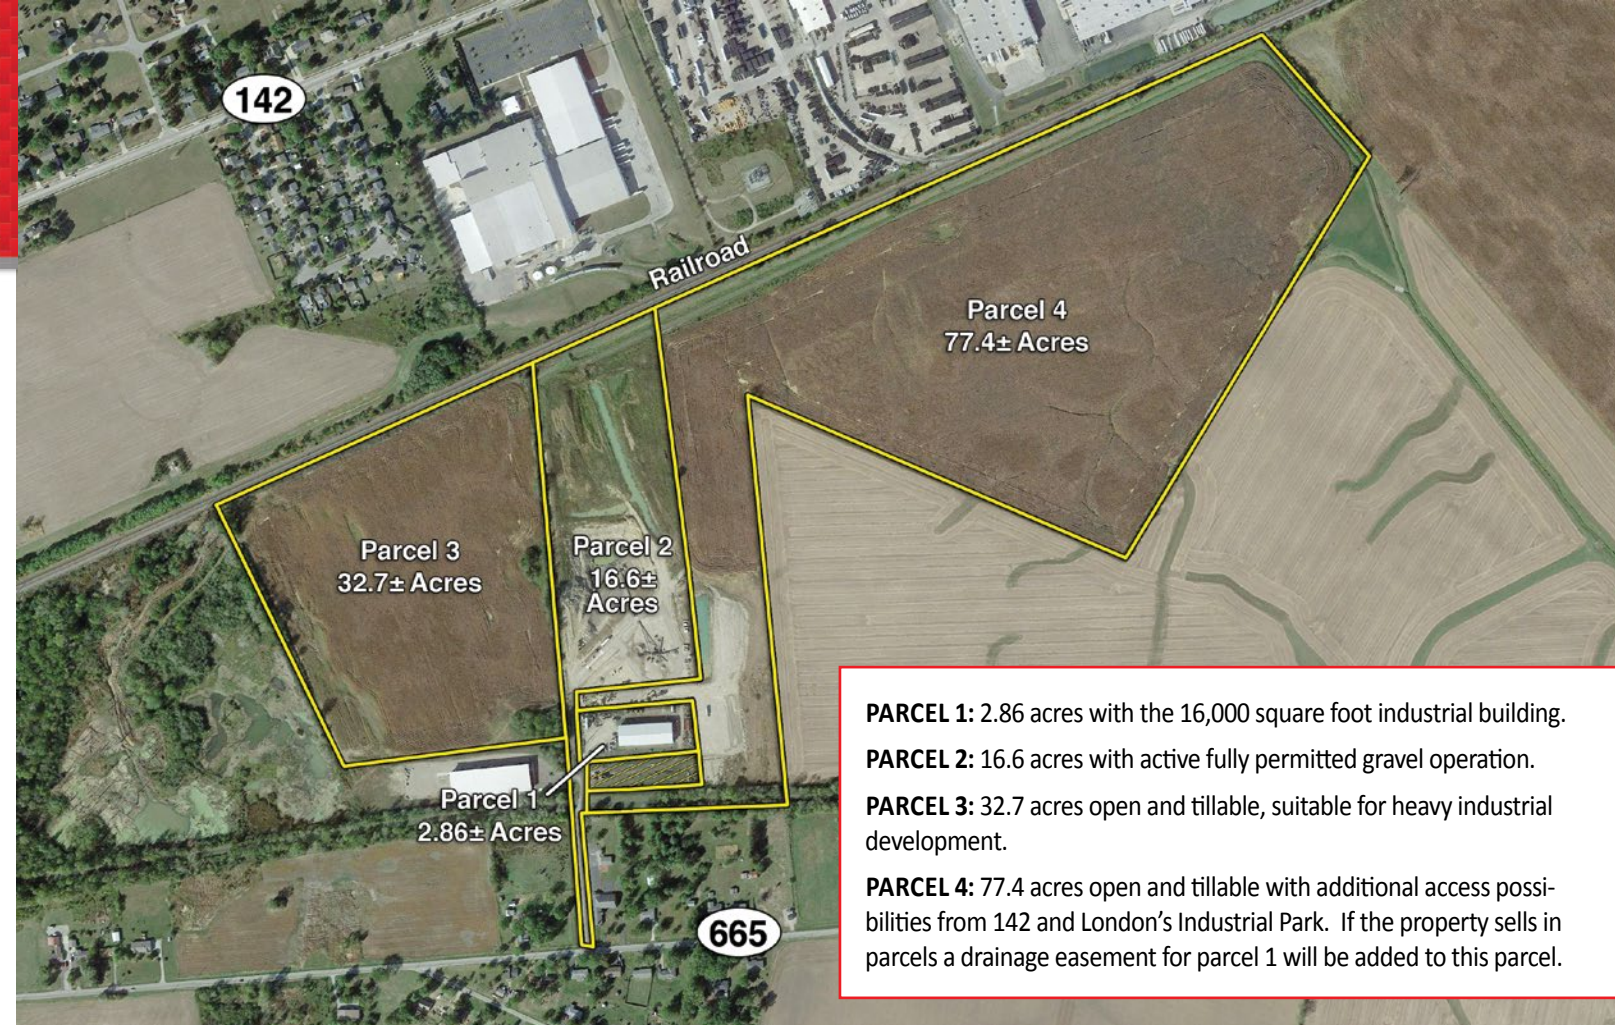 142
Railroad
Parcel 4
77.4± Acres
Parcel 3
32.7± Acres
Parcel 2
16.6±
Acres
Parcel 1
2.86± Acres
665
PARCEL 1: 2.86 acres with the 16,000 square foot industrial building.
PARCEL 2: 16.6 acres with active fully permitted gravel operation.
PARCEL 3: 32.7 acres open and tillable, suitable for heavy industrial
development.
PARCEL 4: 77.4 acres open and tillable with additional access possi-
bilities from 142 and London's Industrial Park.  If the property sells in
parcels a drainage easement for parcel 1 will be added to this parcel.